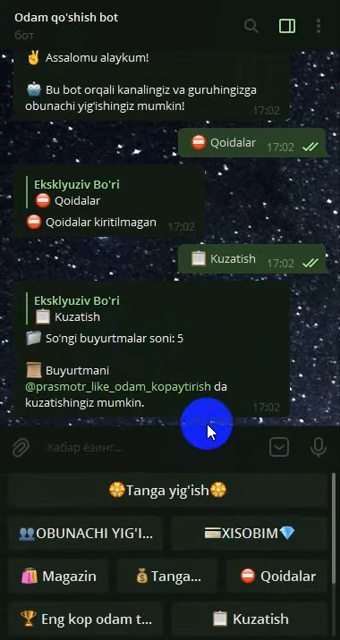 Odam qo'shish bot
бот
✌️ Assalomu alaykum!
🤖 Bu bot orqali kanalingiz va guruhingizga
obunachi yig'ishingiz mumkin!
17:02
⛔ Qoidalar 17:02
Eksklyuziv Bo'ri
⛔ Qoidalar
⛔ Qoidalar kiritilmagan 17:02
📋 Kuzatish 17:02
Eksklyuziv Bo'ri
📋 Kuzatish
📁 So'ngi buyurtmalar soni: 5
📜 Buyurtmani
@prasmotr_like_odam_kopaytirish da
kuzatishingiz mumkin.
17:02
Хабар ёзинг...
🏵️Tanga yig'ish🏵️
👥OBUNACHI YIG'I... 💳XISOBIM💎
🛍️ Magazin 💰Tanga... ⛔ Qoidalar
🏆 Eng kop odam t... 📋 Kuzatish